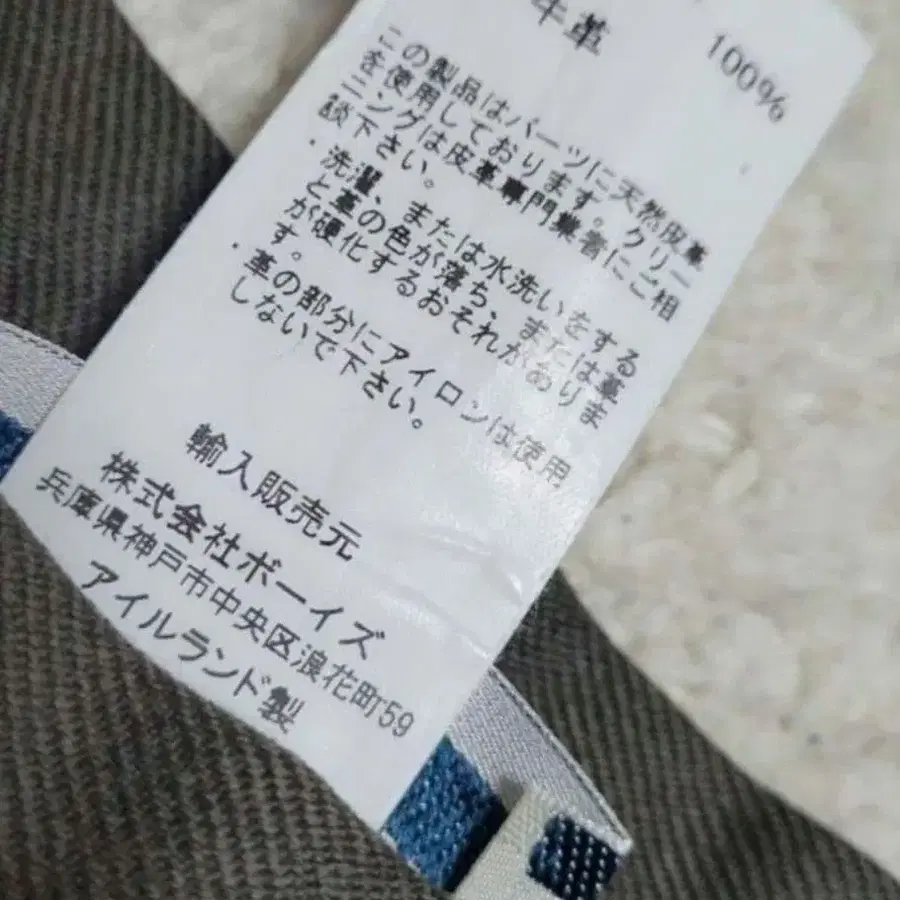 牛革 100%
この製品はパーツに天然皮革
を使用しております。クリー
ニングは皮革専門業者にご相
談下さい。
・洗濯、または水洗いをする
と革の色が落ち、または革
が硬化するおそれがありま
す。
・革の部分にアイロンは使用
しないで下さい。
輸入販売元
株式会社ボーイズ
兵庫県神戸市中央区浪花町59
アイルランド製